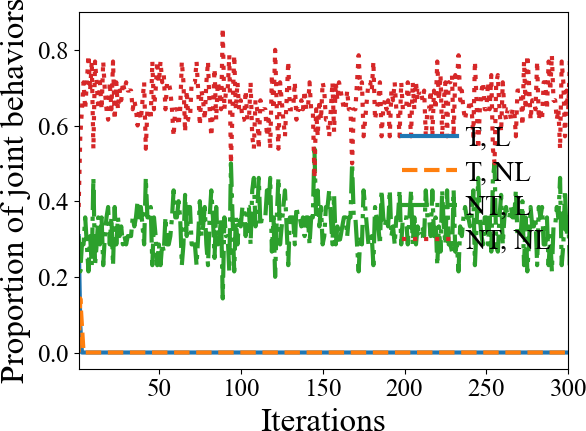 Proportion of joint behaviors
0.8
0.6
0.4
0.2
0.0
T, L
T, NL
NT, L
NT, NL
50
100
150
200
250
300
Iterations